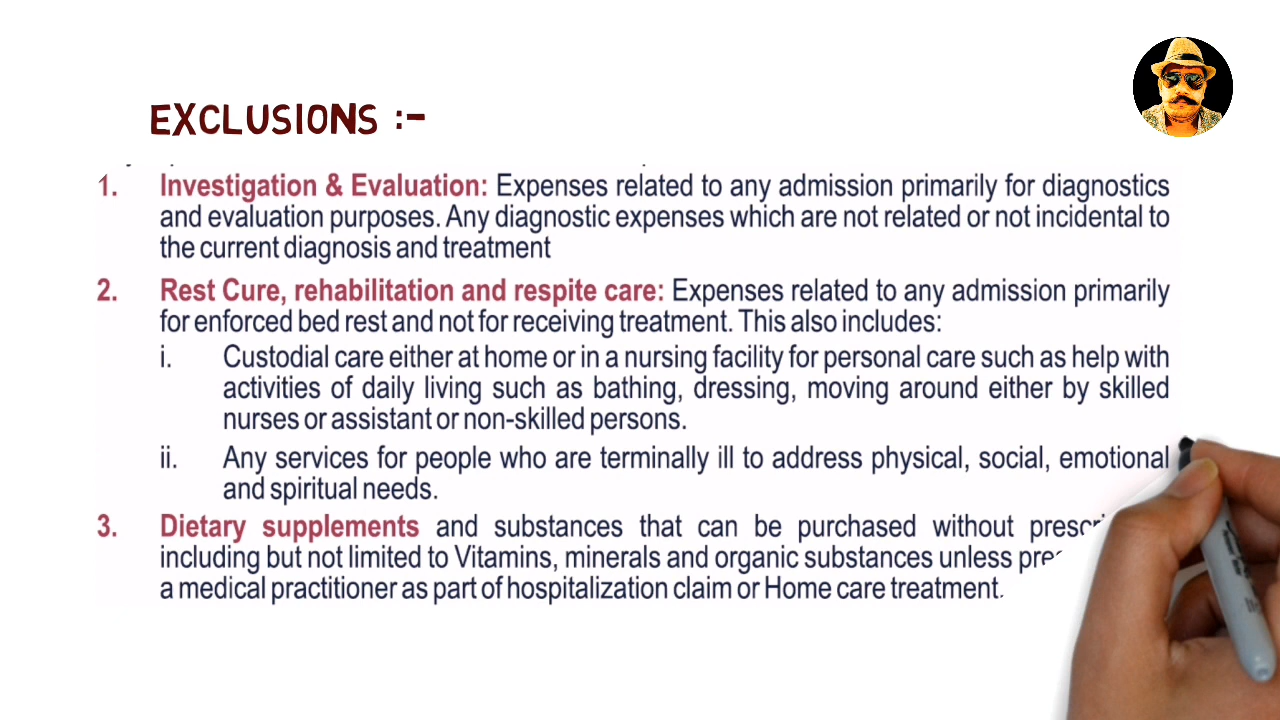 EXCLUSIONS :-
1. Investigation & Evaluation: Expenses related to any admission primarily for diagnostics
and evaluation purposes. Any diagnostic expenses which are not related or not incidental to
the current diagnosis and treatment
2. Rest Cure, rehabilitation and respite care: Expenses related to any admission primarily
for enforced bed rest and not for receiving treatment. This also includes:
i. Custodial care either at home or in a nursing facility for personal care such as help with
activities of daily living such as bathing, dressing, moving around either by skilled
nurses or assistant or non-skilled persons.
ii. Any services for people who are terminally ill to address physical, social, emotional
and spiritual needs.
3. Dietary supplements and substances that can be purchased without
including but not limited to Vitamins, minerals and organic substances unless
a medical practitioner as part of hospitalization claim or Home care treatment.